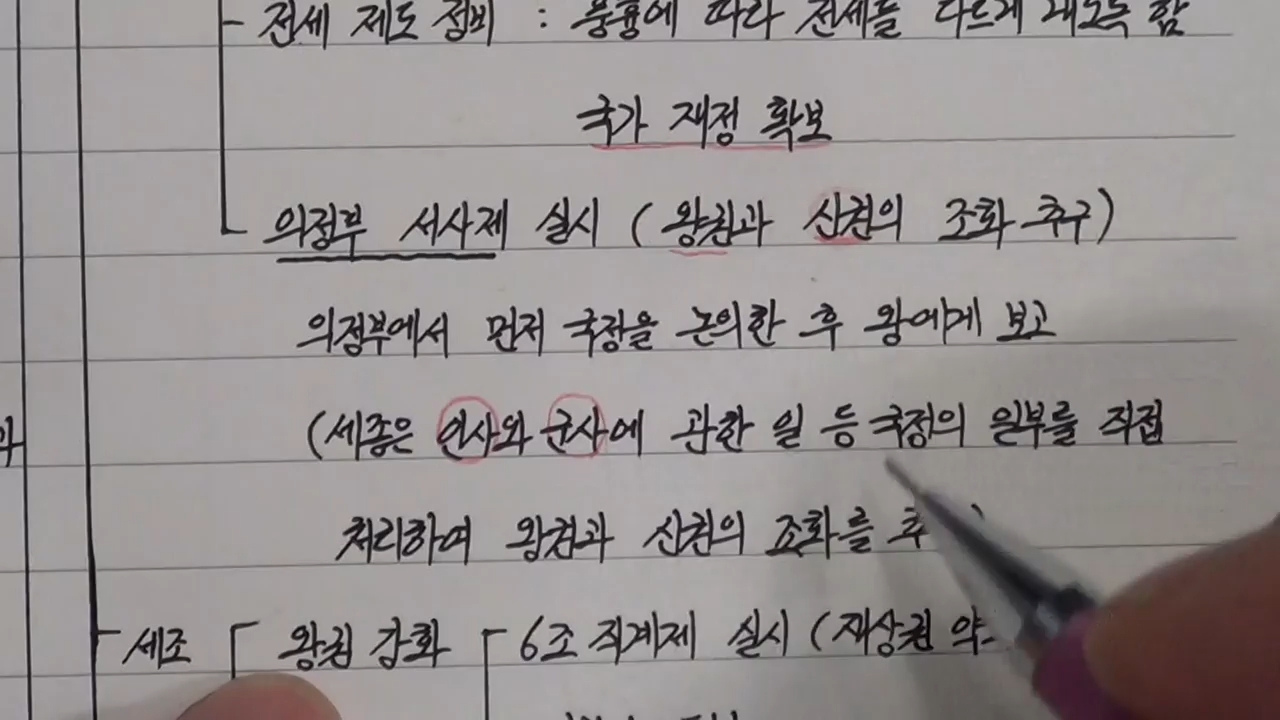 전세 제도 정비 : 풍흉에 따라 전세를 다르게 내도록 함
국가 재정 확보
의정부 서사제 실시 (왕권과 신권의 조화 추구)
의정부에서 먼저 국정을 논의한 후 왕에게 보고
(세종은 인사와 군사에 관한 일 등 국정의 일부를 직접
처리하여 왕권과 신권의 조화를
세조 왕권 강화 6조 직계제 실시 (재상권